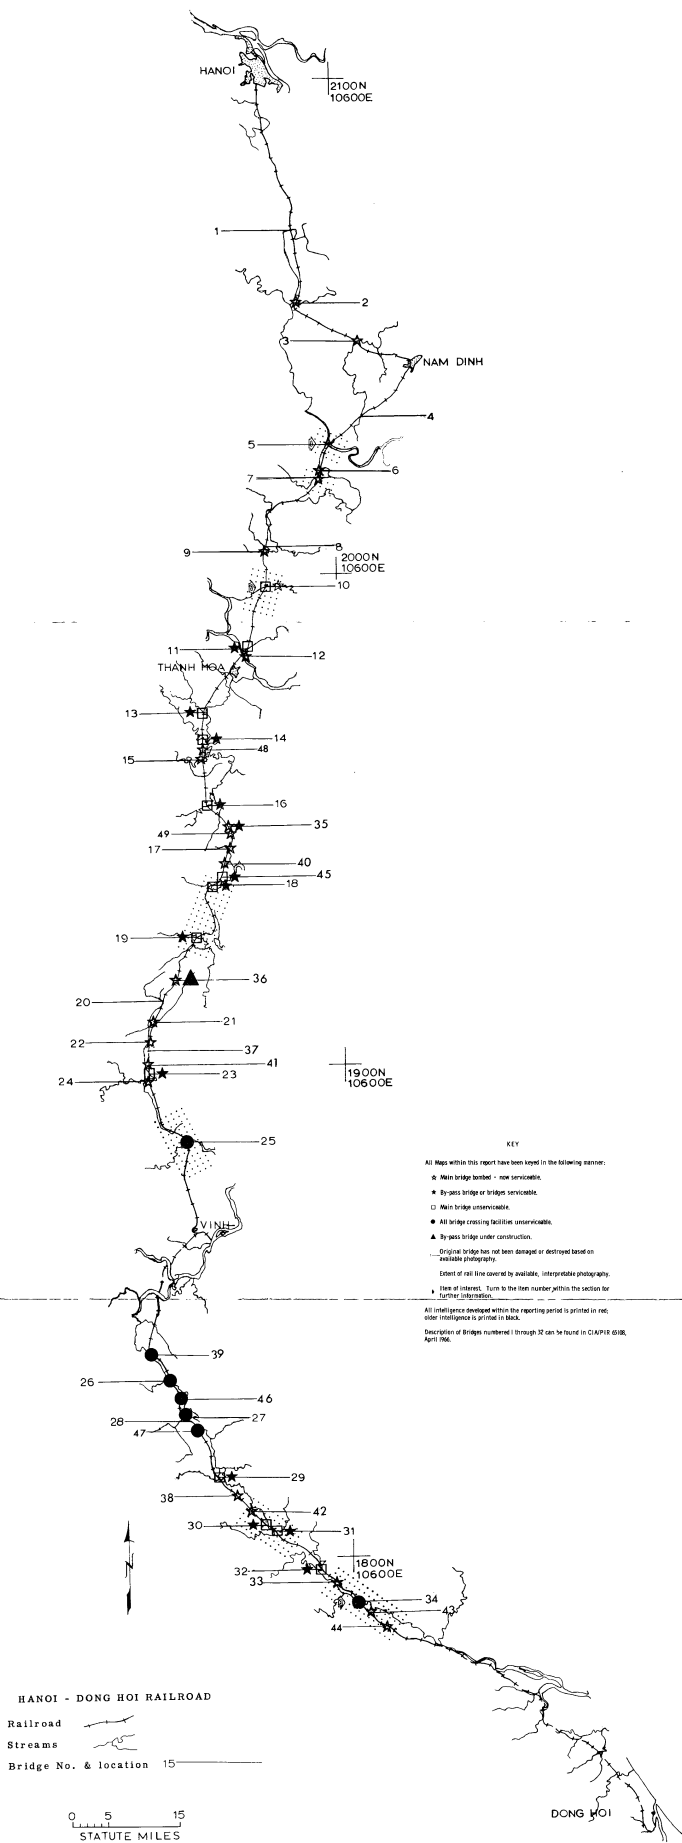 HANOI
2100N
10600E
1
2
3
NAM DINH
4
5
6
7
8
9
2000N
10600E
10
11
12
THANH HOA
13
14
48
15
16
35
49
17
40
45
18
19
36
20
21
22
37
41
1900N
10600E
23
24
25
VINH
KEY
All Maps within this report have been keyed in the following manner:
Main bridge bombed - now serviceable.
By-pass bridge or bridges serviceable.
Main bridge unserviceable.
All bridge crossing facilities unserviceable.
By-pass bridge under construction.
Original bridge has not been damaged or destroyed based on
available photography.
Extent of rail line covered by available, interpretable photography.
Item of interest. Turn to the item number within the section for
further information.
All intelligence developed within the reporting period is printed in red;
older intelligence is printed in black.
Description of Bridges numbered 1 through 32 can be found in CIA/PIR 61108,
April 1966.
39
26
46
28
27
47
29
38
42
30
31
1800N
10600E
32
33
34
43
44
HANOI - DONG HOI RAILROAD
Railroad
Streams
Bridge No. & location 15
0 5 15
STATUTE MILES
DONG HOI